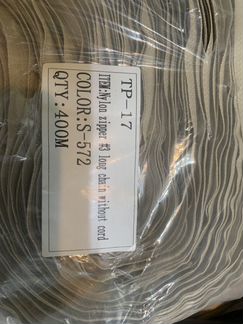 TP-17
ITEM:Nylon zipper #3 long chain without cord
COLOR:S-572
QTY:400M